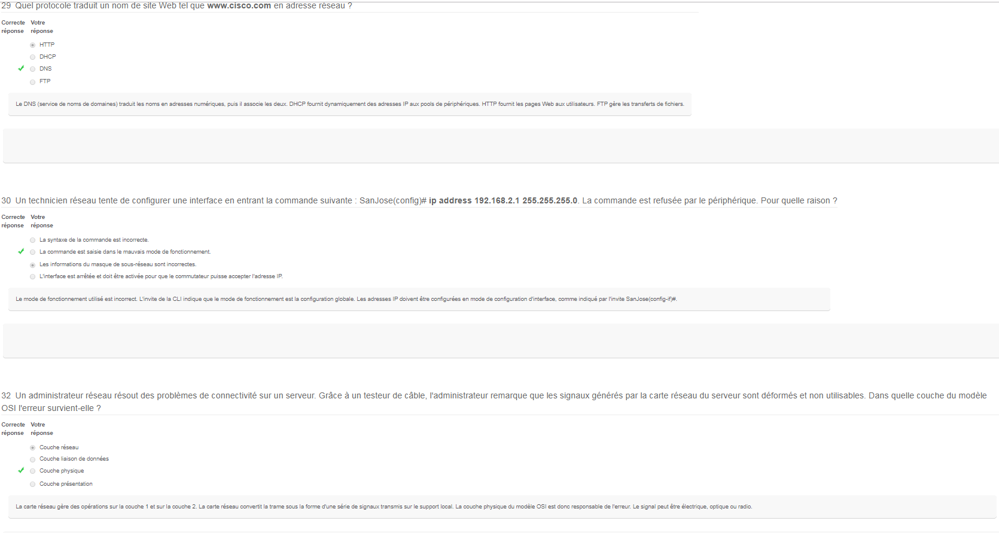 29 Quel protocole traduit un nom de site Web tel que www.cisco.com en adresse réseau ?
Correcte Votre
réponse réponse
HTTP
DHCP
DNS
FTP
Le DNS (service de noms de domaines) traduit les noms en adresses numériques, puis il associe les deux. DHCP fournit dynamiquement des adresses IP aux pools de périphériques. HTTP fournit les pages Web aux utilisateurs. FTP gère les transferts de fichiers.
30 Un technicien réseau tente de configurer une interface en entrant la commande suivante : SanJose(config)# ip address 192.168.2.1 255.255.255.0. La commande est refusée par le périphérique. Pour quelle raison ?
Correcte Votre
réponse réponse
La syntaxe de la commande est incorrecte.
La commande est saisie dans le mauvais mode de fonctionnement.
Les informations du masque de sous-réseau sont incorrectes.
L'interface est arrêtée et doit être activée pour que le commutateur puisse accepter l'adresse IP.
Le mode de fonctionnement utilisé est incorrect. L'invite de la CLI indique que le mode de fonctionnement est la configuration globale. Les adresses IP doivent être configurées en mode de configuration d'interface, comme indiqué par l'invite SanJose(config-if)#.
32 Un administrateur réseau résout des problèmes de connectivité sur un serveur. Grâce à un testeur de câble, l'administrateur remarque que les signaux générés par la carte réseau du serveur sont déformés et non utilisables. Dans quelle couche du modèle
OSI l'erreur survient-elle ?
Correcte Votre
réponse réponse
Couche réseau
Couche liaison de données
Couche physique
Couche présentation
La carte réseau gère des opérations sur la couche 1 et sur la couche 2. La carte réseau convertit la trame sous la forme d'une série de signaux transmis sur le support local. La couche physique du modèle OSI est donc responsable de l'erreur. Le signal peut être électrique, optique ou radio.